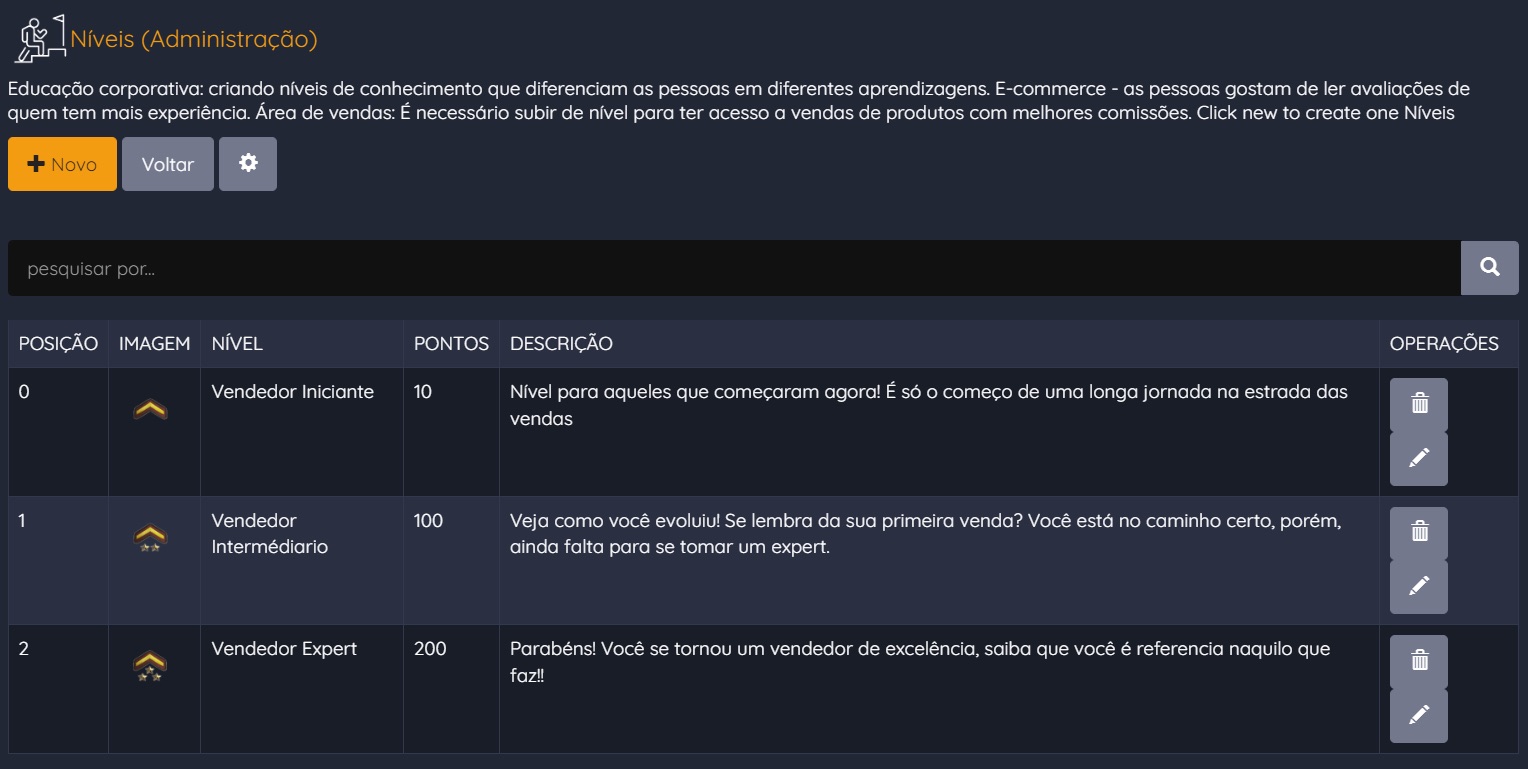 Níveis (Administração)
Educação corporativa: criando níveis de conhecimento que diferenciam as pessoas em diferentes aprendizagens. E-commerce - as pessoas gostam de ler avaliações de
quem tem mais experiência. Área de vendas: É necessário subir de nível para ter acesso a vendas de produtos com melhores comissões. Click new to create one Níveis
Novo Voltar
pesquisar por...
POSIÇÃO IMAGEM NÍVEL PONTOS DESCRIÇÃO OPERAÇÕES
0 Vendedor Iniciante 10 Nível para aqueles que começaram agora! É só o começo de uma longa jornada na estrada das
vendas
1 Vendedor 100 Veja como você evoluiu! Se lembra da sua primeira venda? Você está no caminho certo, porém,
Intermédiario ainda falta para se tomar um expert.
2 Vendedor Expert 200 Parabéns! Você se tornou um vendedor de excelência, saiba que você é referencia naquilo que
faz!!